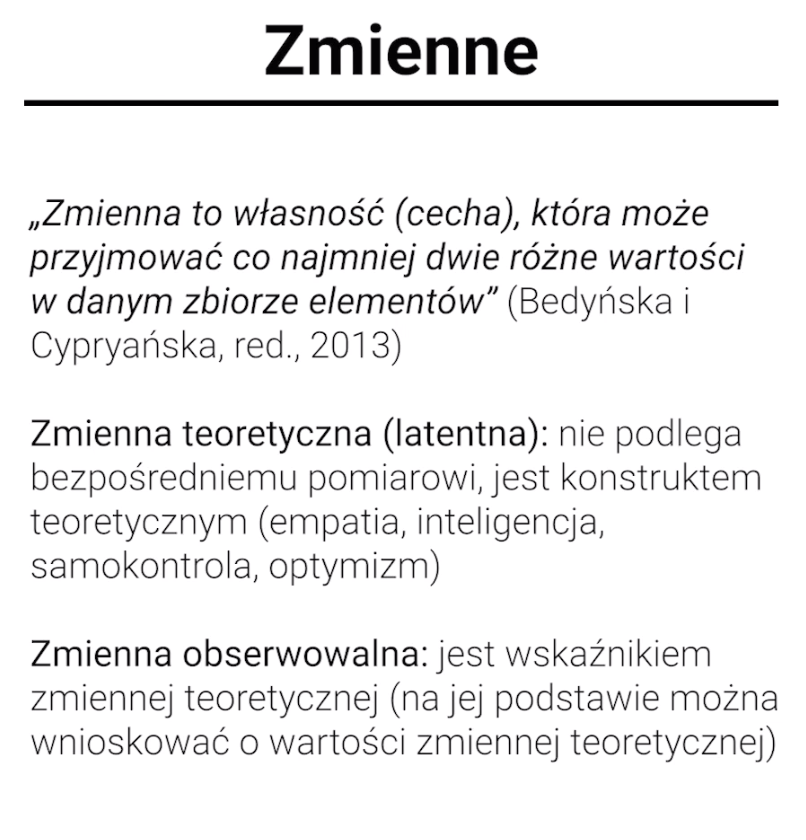 Zmienne
„Zmienna to własność (cecha), która może
przyjmować co najmniej dwie różne wartości
w danym zbiorze elementów” (Bedyńska i
Cypryańska, red., 2013)
Zmienna teoretyczna (latentna): nie podlega
bezpośredniemu pomiarowi, jest konstruktem
teoretycznym (empatia, inteligencja,
samokontrola, optymizm)
Zmienna obserwowalna: jest wskaźnikiem
zmiennej teoretycznej (na jej podstawie można
wnioskować o wartości zmiennej teoretycznej)